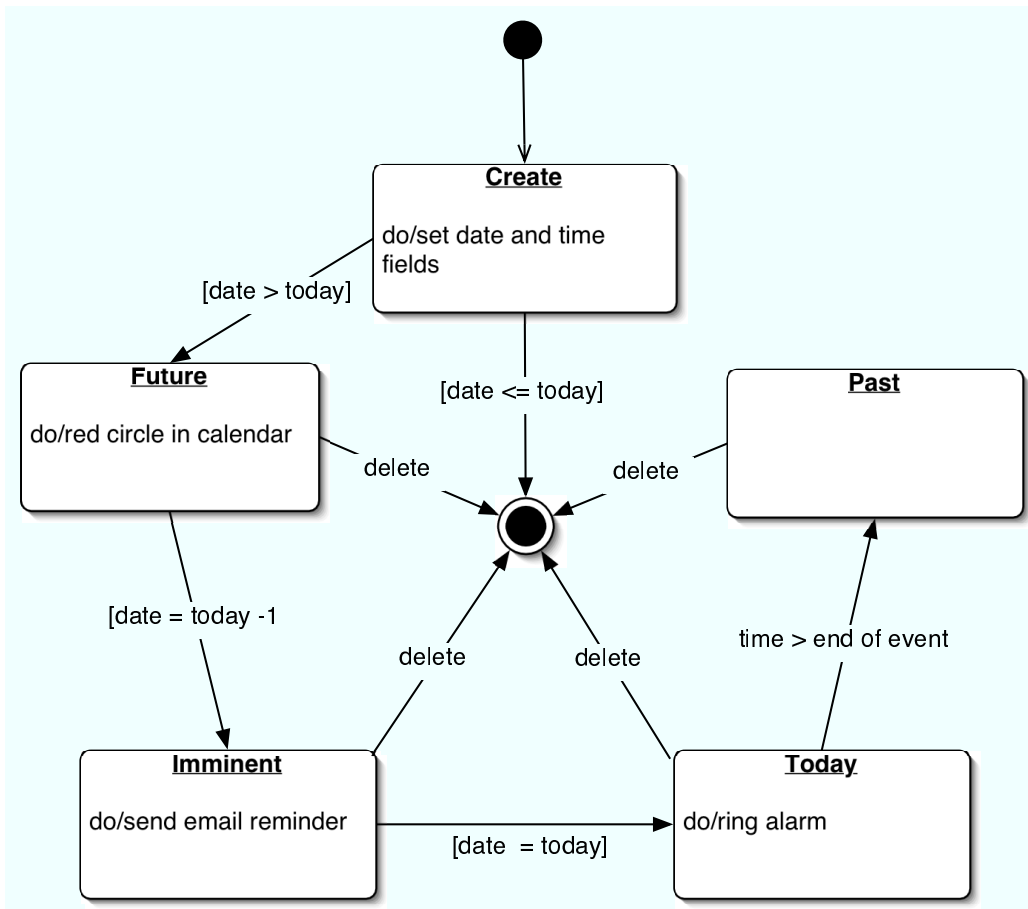 Create
do/set date and time
fields
[date > today]
Future
do/red circle in calendar
[date <= today]
Past
delete
delete
[date = today -1
time > end of event
delete
delete
Imminent
do/send email reminder
Today
do/ring alarm
[date  = today]